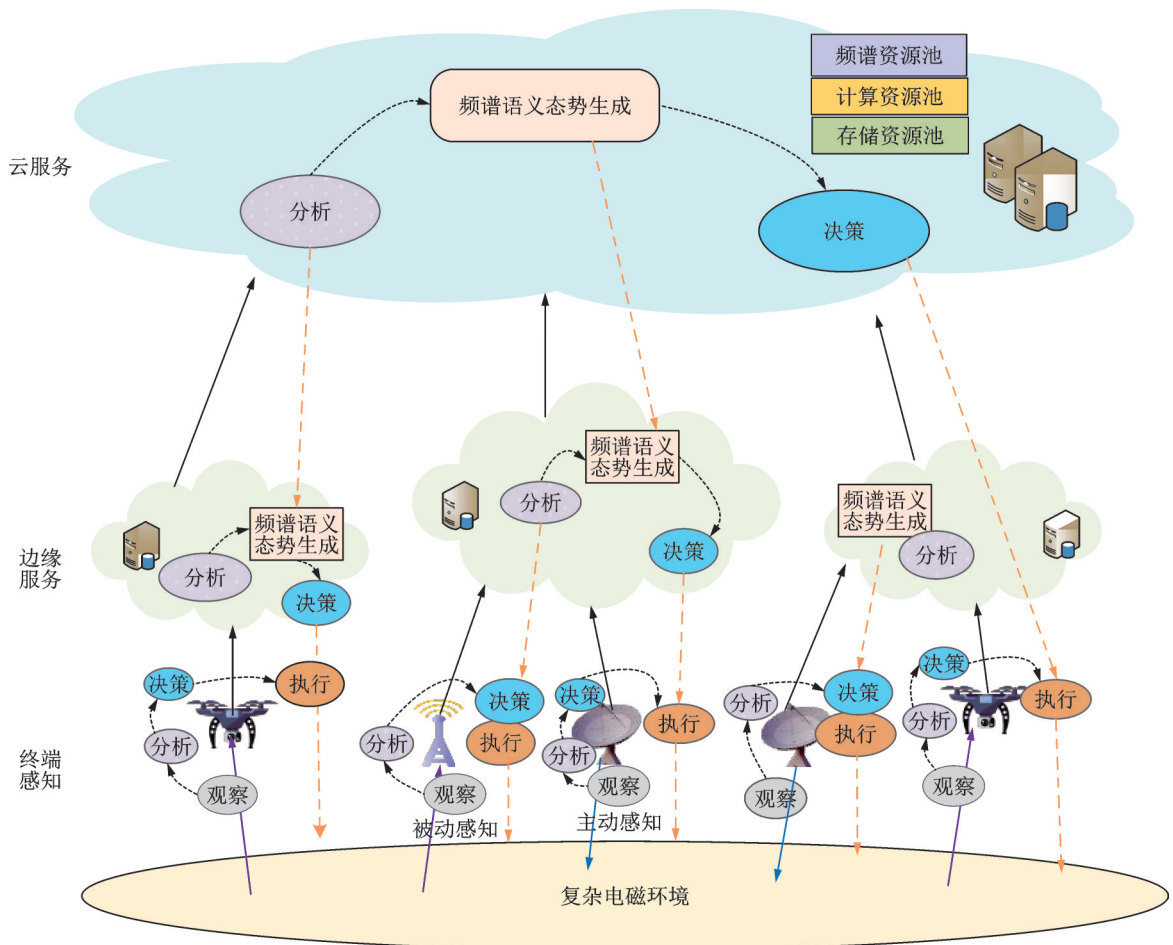 频谱资源池
计算资源池
存储资源池
频谱语义态势生成
云服务
分析
决策
频谱语义
态势生成
分析
决策
频谱语义
态势生成
分析
决策
频谱语义
态势生成
分析
边缘
服务
决策
执行
分析
观察
决策
执行
分析
观察
被动感知
决策
执行
分析
观察
主动感知
决策
执行
分析
观察
决策
执行
分析
观察
终端
感知
复杂电磁环境